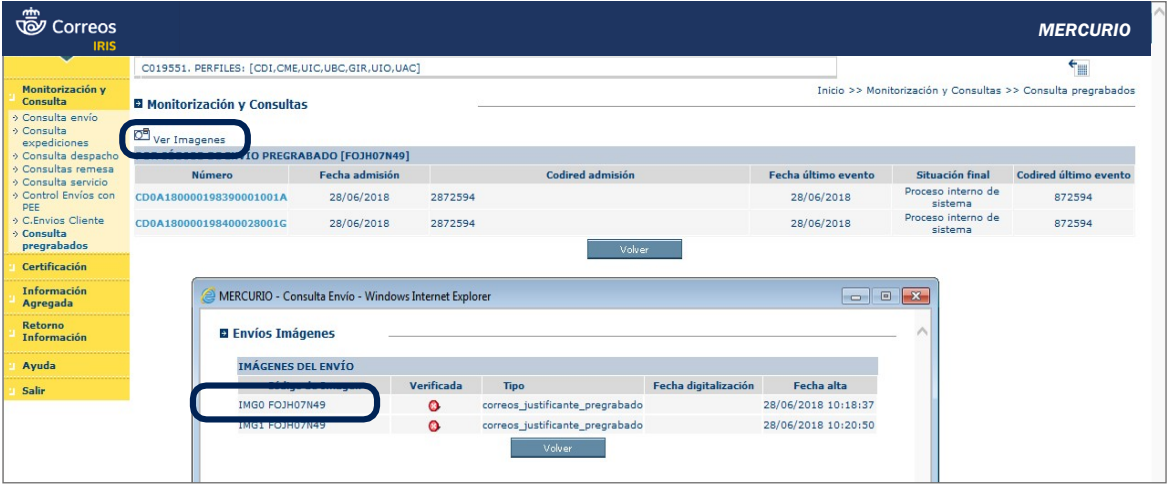 Correos
IRIS
MERCURIO
C019551. PERFILES: [CDI,CME,UIC,UBC,GIR,UIO,UAC]
Inicio >> Monitorización y Consultas >> Consulta pregrabados
Monitorización y
Consulta
Consulta envío
Consulta
expediciones
Consulta despacho
Consultas remesa
Consulta servicio
Control Envíos con
PEE
C.Envios Cliente
Consulta
pregrabados
Certificación
Información
Agregada
Retorno
Información
Ayuda
Salir
Monitorización y Consultas
Ver Imagenes
PREGRABADO [FOJH07N49]
Número Fecha admisión Codired admisión Fecha último evento Situación final Codired último evento
CD0A180000198390001001A 28/06/2018 2872594 28/06/2018 Proceso interno de sistema 872594
CD0A180000198400028001G 28/06/2018 2872594 28/06/2018 Proceso interno de sistema 872594
Volver
MERCURIO - Consulta Envío - Windows Internet Explorer
Envíos Imágenes
IMÁGENES DEL ENVÍO
Verificada Tipo Fecha digitalización Fecha alta
IMG0 FOJH07N49 correos_justificante_pregrabado 28/06/2018 10:18:37
IMG1 FOJH07N49 correos_justificante_pregrabado 28/06/2018 10:20:50
Volver